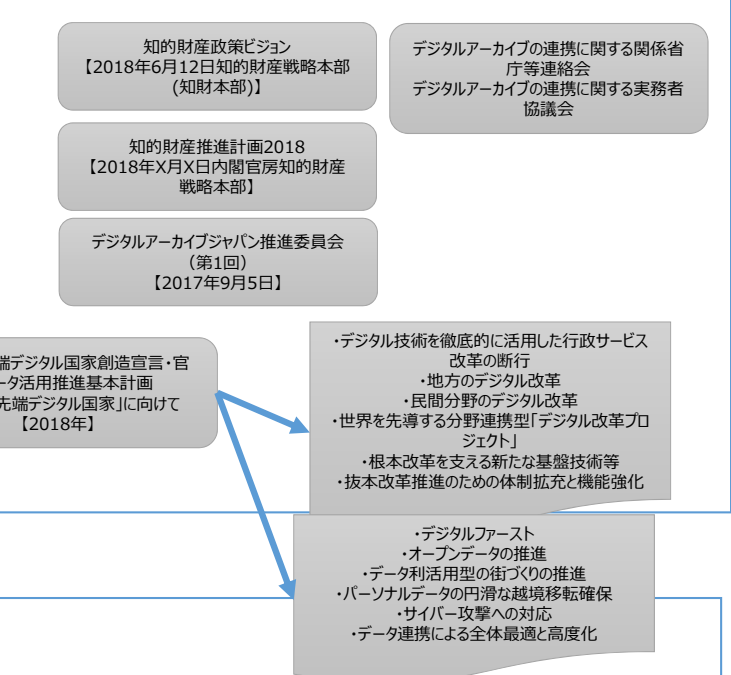 知的財産政策ビジョン
【2018年6月12日知的財産戦略本部
(知財本部)】
デジタルアーカイブの連携に関する関係省
庁等連絡会
デジタルアーカイブの連携に関する実務者
協議会
知的財産推進計画2018
【2018年X月X日内閣官房知的財産
戦略本部】
デジタルアーカイブジャパン推進委員会
（第1回）
【2017年9月5日】
端デジタル国家創造宣言・官
ータ活用推進基本計画
先端デジタル国家」に向けて
【2018年】
・デジタル技術を徹底的に活用した行政サービス
改革の断行
・地方のデジタル改革
・民間分野のデジタル改革
・世界を先導する分野連携型「デジタル改革プロ
ジェクト」
・根本改革を支える新たな基盤技術等
・抜本改革推進のための体制拡充と機能強化
・デジタルファースト
・オープンデータの推進
・データ利活用型の街づくりの推進
・パーソナルデータの円滑な越境移転確保
・サイバー攻撃への対応
・データ連携による全体最適と高度化